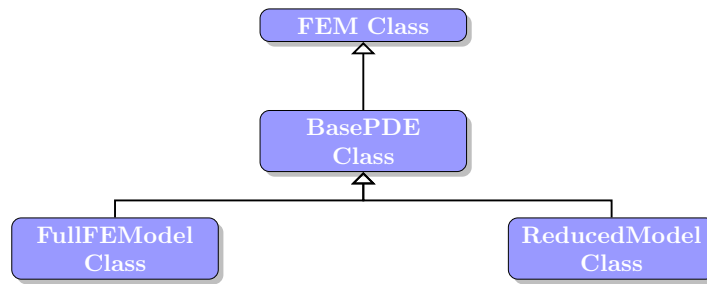 FEM Class
BasePDE
Class
FullFEModel
Class
ReducedModel
Class